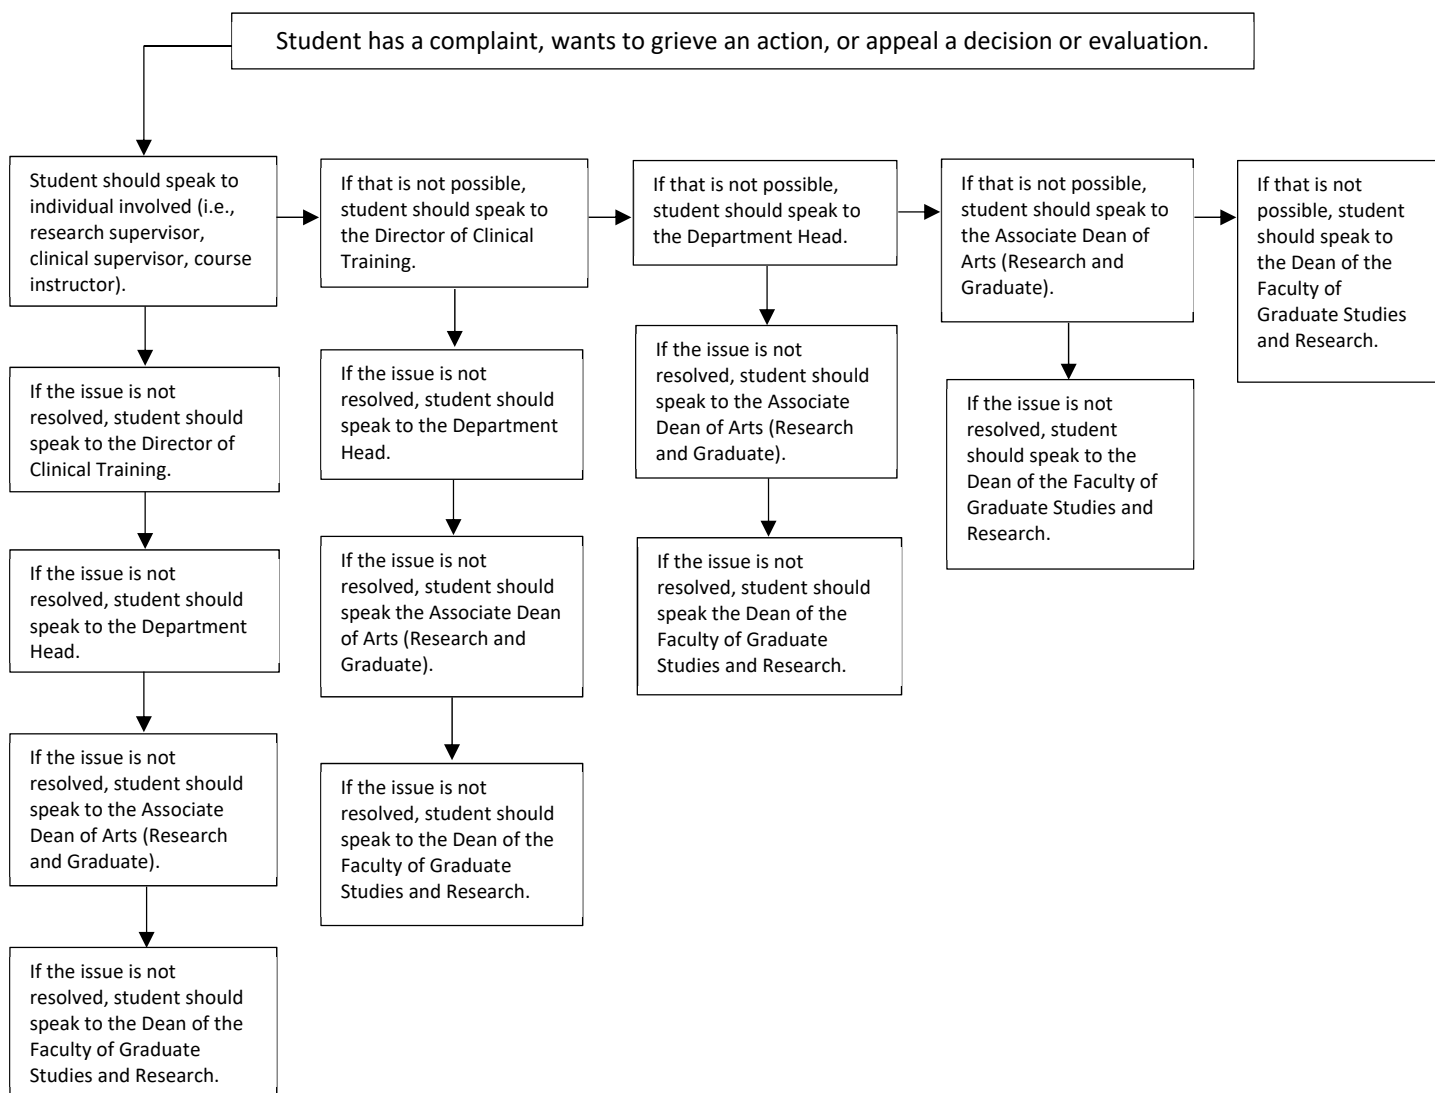 Student has a complaint, wants to grieve an action, or appeal a decision or evaluation.
Student should speak to
individual involved (i.e.,
research supervisor,
clinical supervisor, course
instructor).
If the issue is not
resolved, student should
speak to the Director of
Clinical Training.
If the issue is not
resolved, student should
speak to the Department
Head.
If the issue is not
resolved, student should
speak to the Associate
Dean of Arts (Research
and Graduate).
If the issue is not
resolved, student should
speak to the Dean of the
Faculty of Graduate
Studies and Research.
If that is not possible,
student should speak to
the Director of Clinical
Training.
If the issue is not
resolved, student should
speak to the Department
Head.
If the issue is not
resolved, student should
speak the Associate Dean
of Arts (Research and
Graduate).
If the issue is not
resolved, student should
speak to the Dean of the
Faculty of Graduate
Studies and Research.
If that is not possible,
student should speak to
the Department Head.
If the issue is not
resolved, student should
speak to the Associate
Dean of Arts (Research
and Graduate).
If the issue is not
resolved, student should
speak the Dean of the
Faculty of Graduate
Studies and Research.
If that is not possible,
student should speak to
the Associate Dean of
Arts (Research and
Graduate).
If the issue is not
resolved, student
should speak to the
Dean of the Faculty of
Graduate Studies and
Research.
If that is not
possible, student
should speak to
the Dean of the
Faculty of
Graduate Studies
and Research.